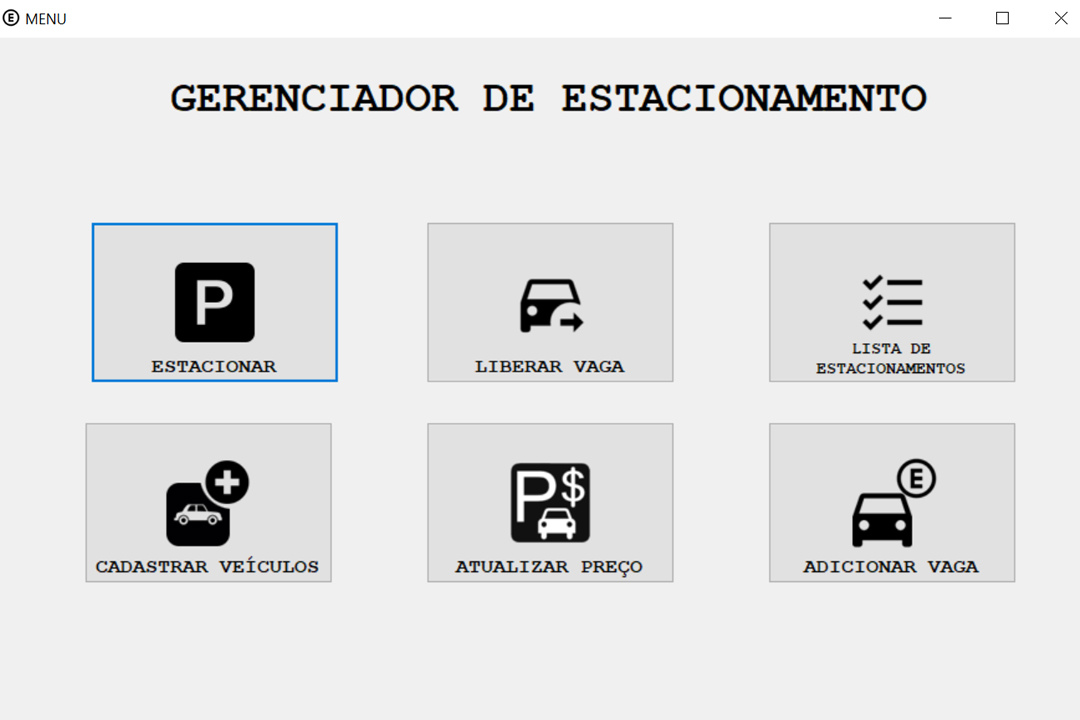 E MENU
GERENCIADOR DE ESTACIONAMENTO
P
ESTACIONAR
LIBERAR VAGA
LISTA DE
ESTACIONAMENTOS
CADASTRAR VEÍCULOS
P$
ATUALIZAR PREÇO
E
ADICIONAR VAGA